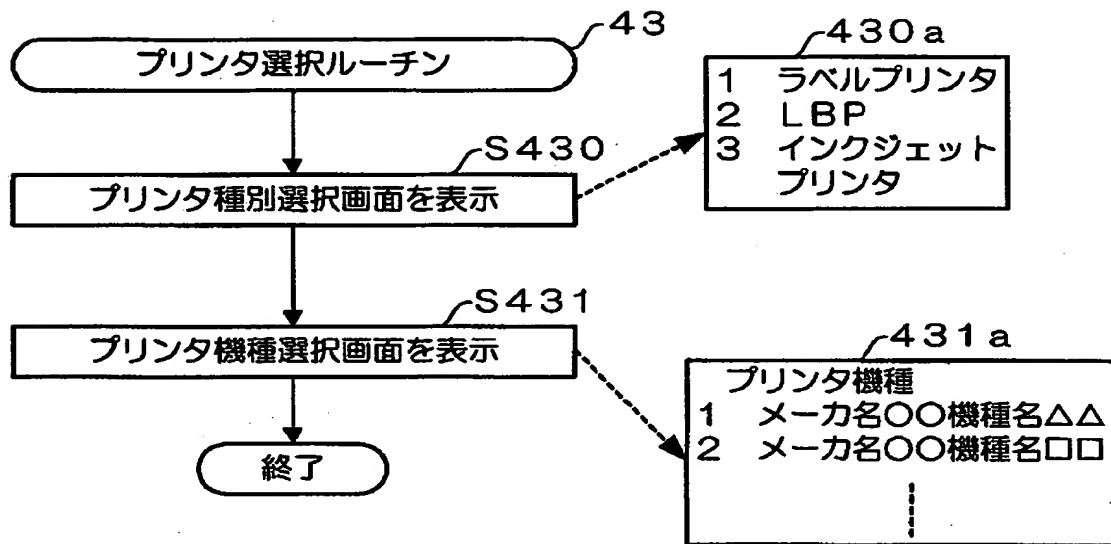 43
プリンタ選択ルーチン
430a
1 ラベルプリンタ
2 LBP
3 インクジェット
プリンタ
S430
プリンタ種別選択画面を表示
S431
プリンタ機種選択画面を表示
431a
プリンタ機種
1 メーカ名○○機種名△△
2 メーカ名○○機種名□□
終了